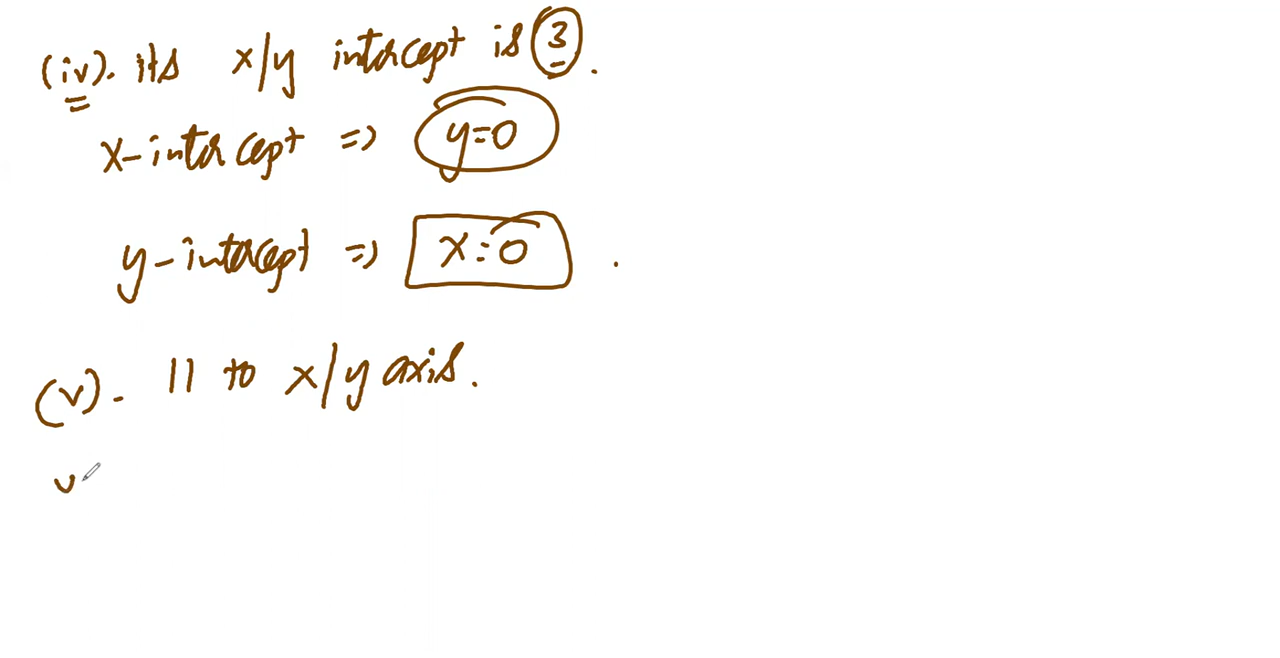 (iv). its x/y intercept is 3.
x-intercept => y=0
y-intercept => x=0.
(v). || to x/y axis.
v